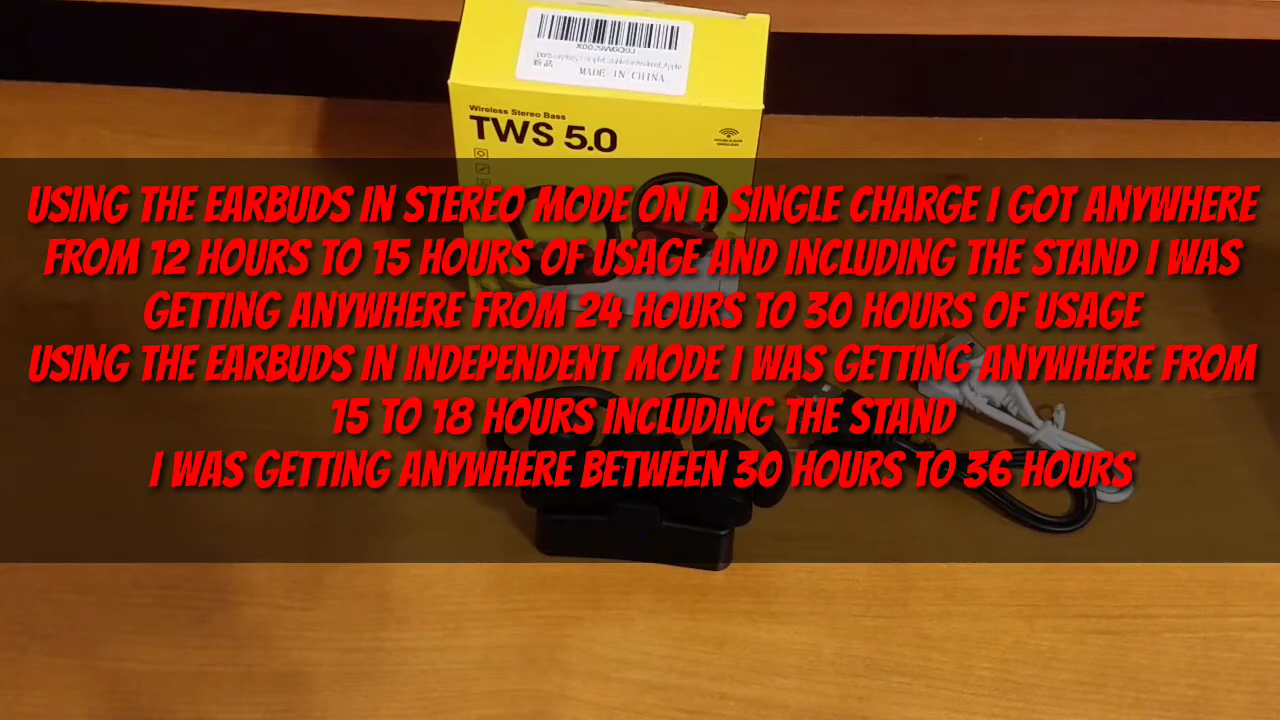 X0029W6Q9J
MADE IN CHINA
Wireless Stereo Bass
TWS 5.0
USING THE EARBUDS IN STEREO MODE ON A SINGLE CHARGE I GOT ANYWHERE
FROM 12 HOURS TO 15 HOURS OF USAGE AND INCLUDING THE STAND I WAS
GETTING ANYWHERE FROM 24 HOURS TO 30 HOURS OF USAGE
USING THE EARBUDS IN INDEPENDENT MODE I WAS GETTING ANYWHERE FROM
15 TO 18 HOURS INCLUDING THE STAND
I WAS GETTING ANYWHERE BETWEEN 30 HOURS TO 36 HOURS